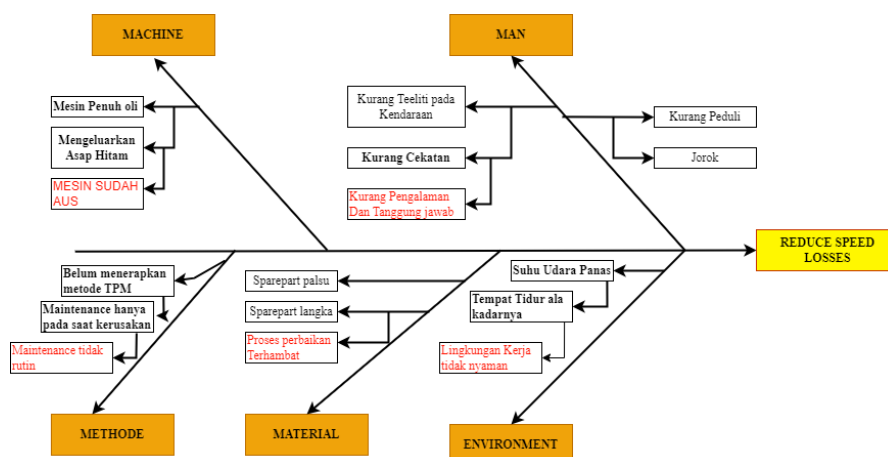 MACHINE
MAN
Mesin Penuh oli
Mengeluarkan
Asap Hitam
MESIN SUDAH
AUS
Kurang Teeliti pada
Kendaraan
Kurang Cekatan
Kurang Pengalaman
Dan Tanggung jawab
Kurang Peduli
Jorok
REDUCE SPEED
LOSSES
Belum menerapkan
metode TPM
Maintenance hanya
pada saat kerusakan
Maintenance tidak
rutin
Sparepart palsu
Sparepart langka
Proses perbaikan
Terhambat
Suhu Udara Panas
Tempat Tidur ala
kadarnya
Lingkungan Kerja
tidak nyaman
METHODE
MATERIAL
ENVIRONMENT